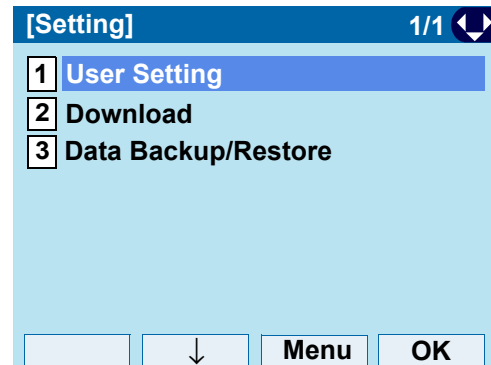 [Setting] 1/1
1 User Setting
2 Download
3 Data Backup/Restore
↓ Menu OK